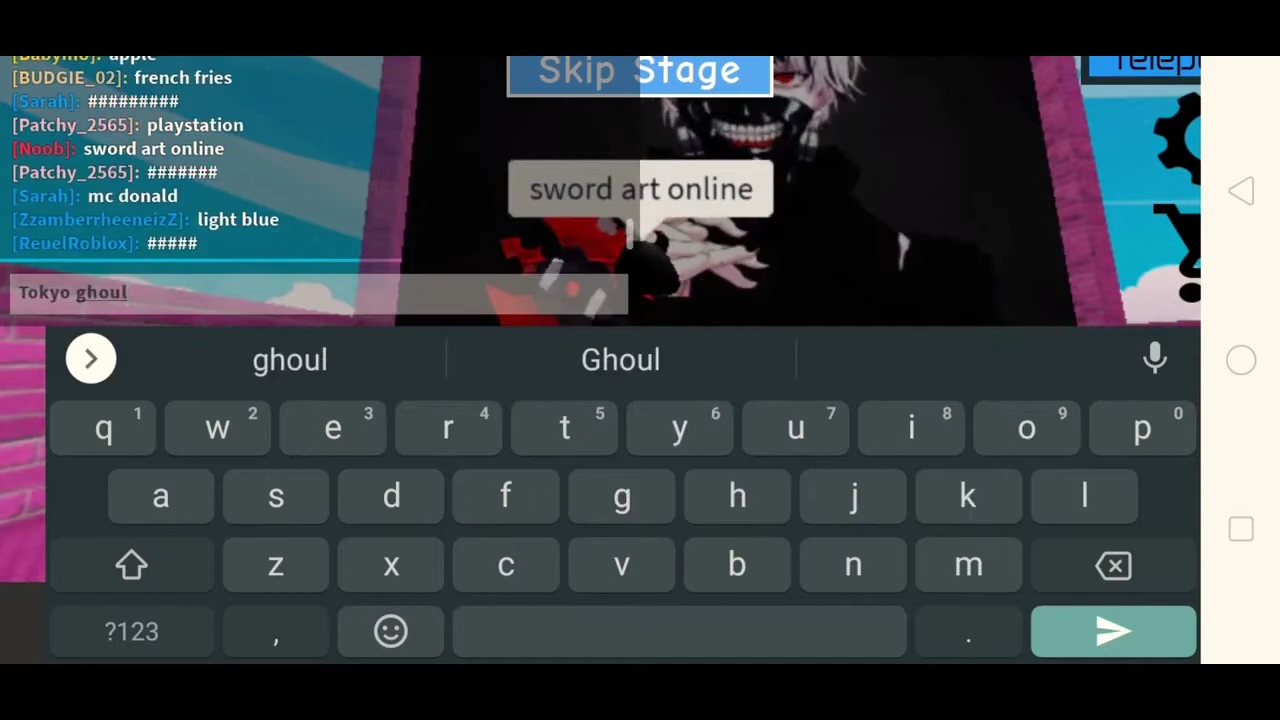 [Babymo]: apple
[BUDGIE_02]: french fries
[Sarah]: #########
[Patchy_2565]: playstation
[Noob]: sword art online
[Patchy_2565]: #######
[Sarah]: mc donald
[ZzamberrheeneizZ]: light blue
[ReuelRoblox]: #####
Tokyo ghoul
Skip Stage
sword art online
ghoul Ghoul
q 1 w 2 e 3 r 4 t 5 y 6 u 7 i 8 o 9 p 0
a s d f g h j k l
z x c v b n m
?123 , .